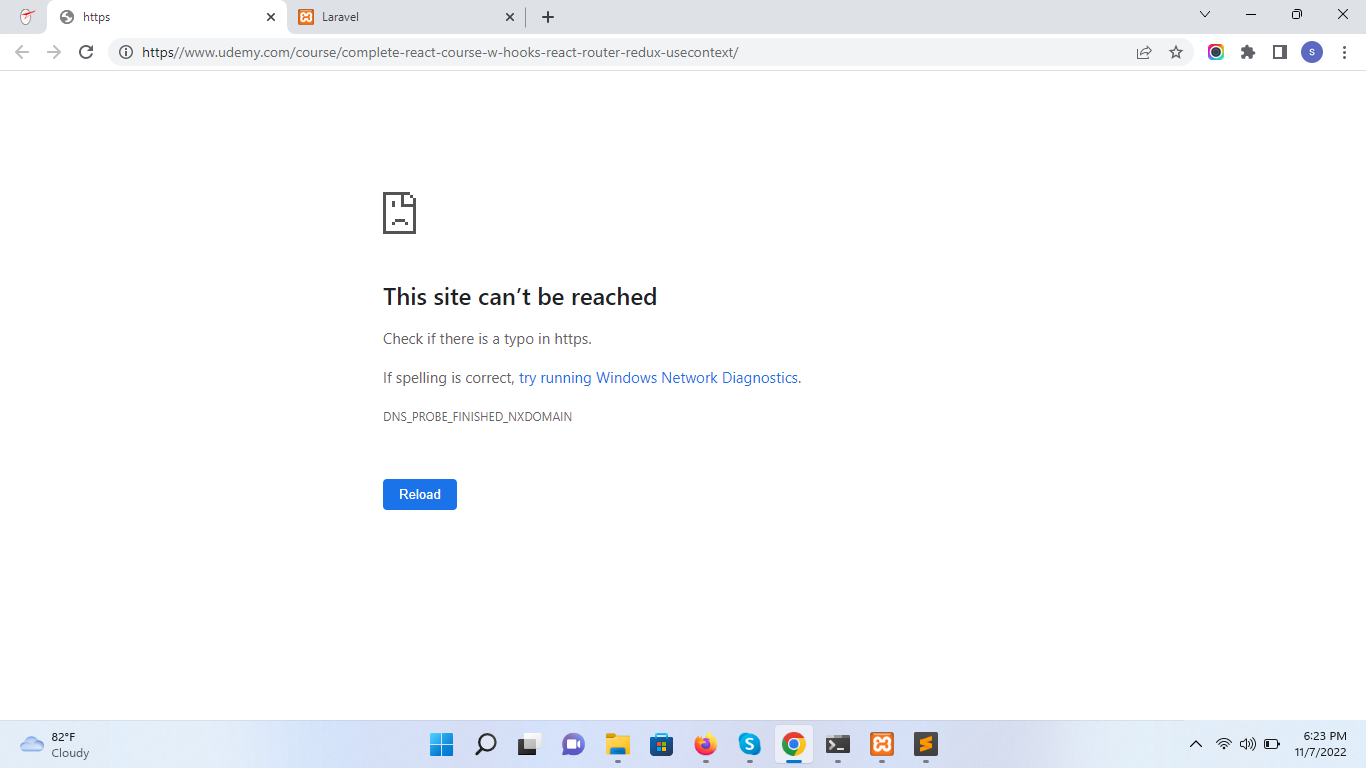 https
Laravel
https//www.udemy.com/course/complete-react-course-w-hooks-react-router-redux-usecontext/
S
This site can’t be reached
Check if there is a typo in https.
If spelling is correct, try running Windows Network Diagnostics.
DNS_PROBE_FINISHED_NXDOMAIN
Reload
82°F
Cloudy
6:23 PM
11/7/2022